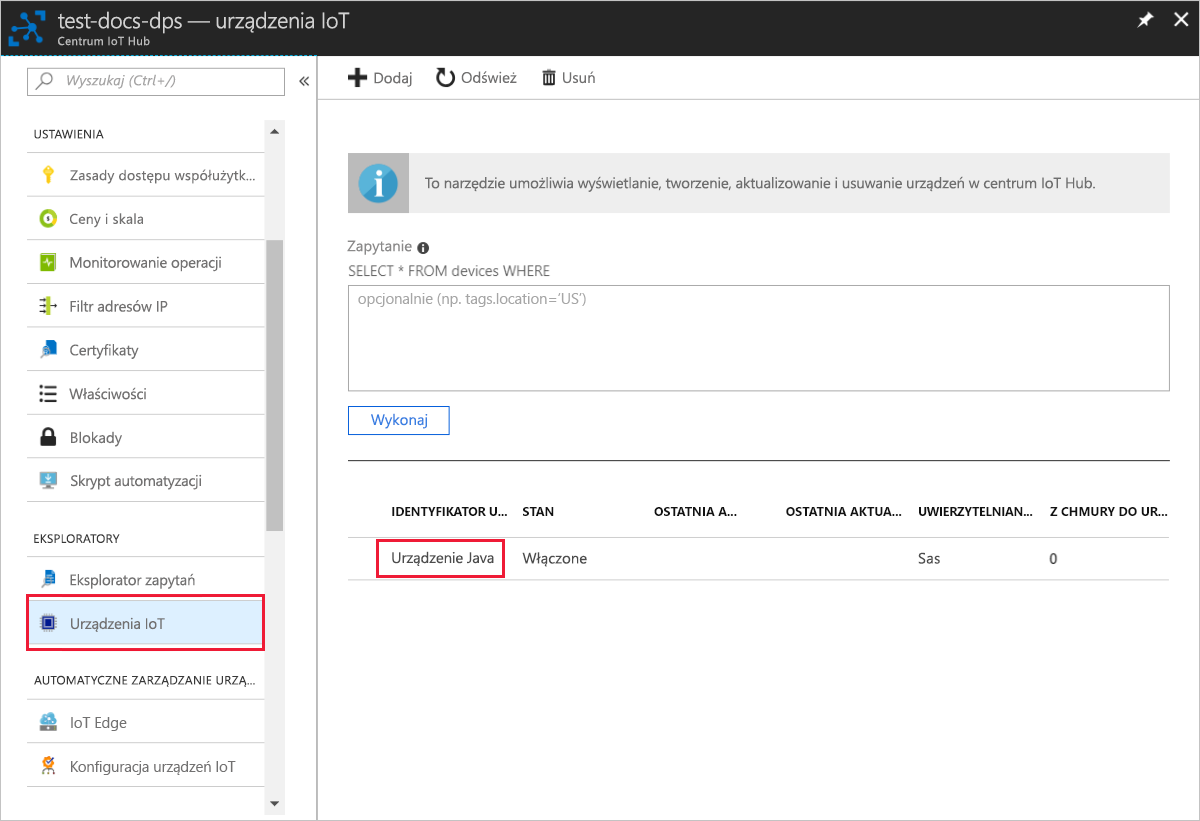 test-docs-dps — urządzenia IoT
Centrum IoT Hub
Wyszukaj (Ctrl+/)
«
USTAWIENIA
Zasady dostępu współużytk...
Ceny i skala
Monitorowanie operacji
Filtr adresów IP
Certyfikaty
Właściwości
Blokady
Skrypt automatyzacji
EKSPLORATORY
Eksplorator zapytań
Urządzenia IoT
AUTOMATYCZNE ZARZĄDZANIE URZĄ...
IoT Edge
Konfiguracja urządzeń IoT
Dodaj Odśwież Usuń
To narzędzie umożliwia wyświetlanie, tworzenie, aktualizowanie i usuwanie urządzeń w centrum IoT Hub.
Zapytanie
SELECT * FROM devices WHERE
opcjonalnie (np. tags.location='US')
Wykonaj
IDENTYFIKATOR U... STAN OSTATNIA A... OSTATNIA AKTUA... UWIERZYTELNIAN... Z CHMURY DO UR...
Urządzenie Java Włączone Sas 0